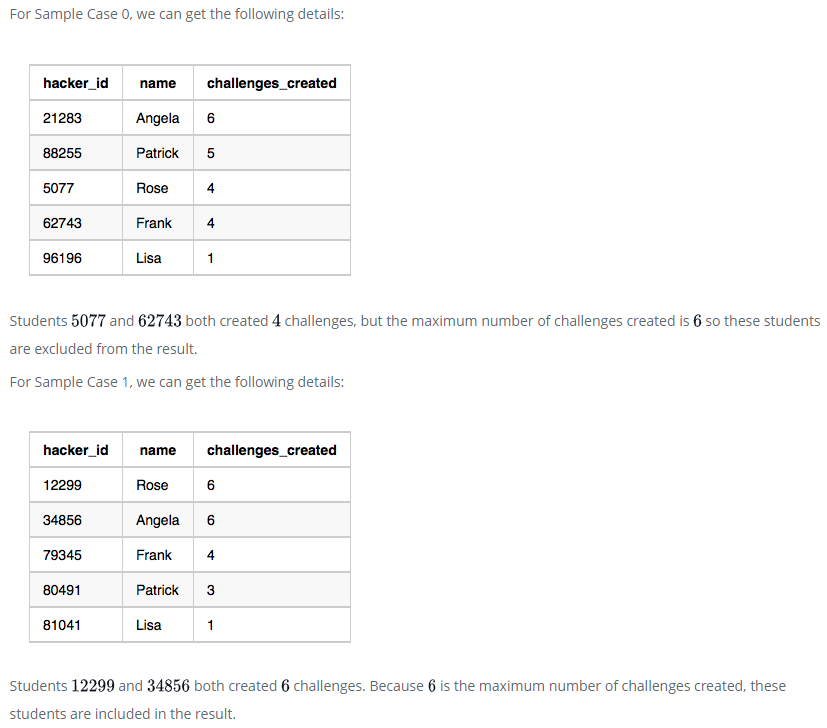 For Sample Case 0, we can get the following details:
hacker_id name challenges_created
21283 Angela 6
88255 Patrick 5
5077 Rose 4
62743 Frank 4
96196 Lisa 1
Students 5077 and 62743 both created 4 challenges, but the maximum number of challenges created is 6 so these students
are excluded from the result.
For Sample Case 1, we can get the following details:
hacker_id name challenges_created
12299 Rose 6
34856 Angela 6
79345 Frank 4
80491 Patrick 3
81041 Lisa 1
Students 12299 and 34856 both created 6 challenges. Because 6 is the maximum number of challenges created, these
students are included in the result.